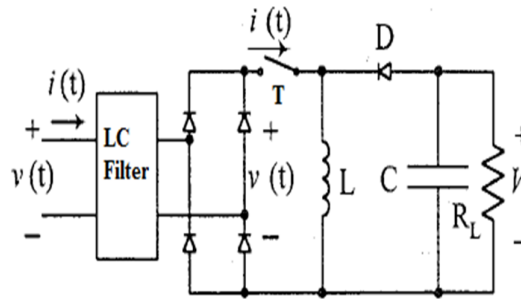 i (t)
D
i(t)
T
+
LC
Filter
+
+
v (t)
v (t)
L
C
R_L
V
−
−
−